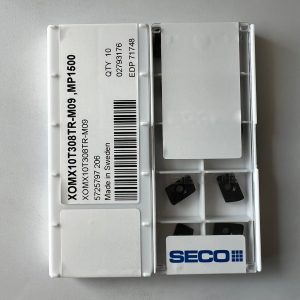 XOMX10T308TR-M09 ,MP1500
QTY 10
02793176
EDP 71748
XOMX10T308TR-M09
5725797 206
Made in Sweden
SECO